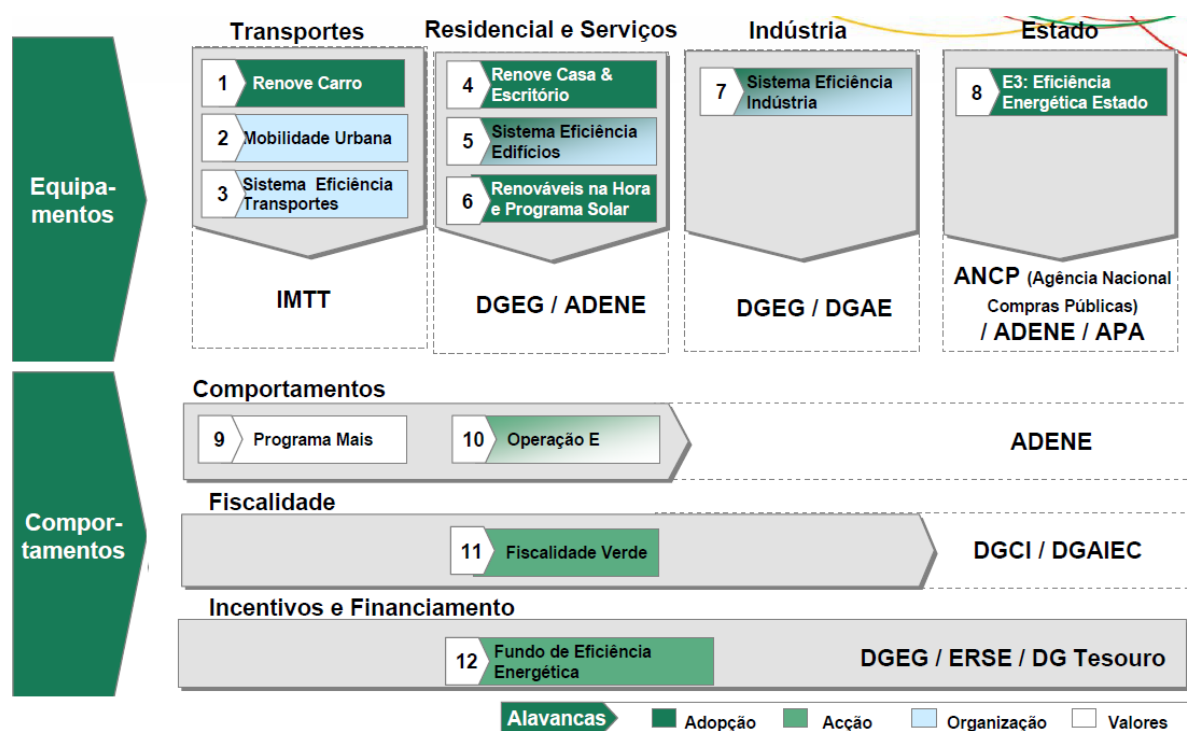 Transportes
Residencial e Serviços
Indústria
Estado
Equipa-
mentos
1 Renove Carro
2 Mobilidade Urbana
3 Sistema Eficiência
Transportes
IMTT
4 Renove Casa &
Escritório
5 Sistema Eficiência
Edifícios
6 Renováveis na Hora
e Programa Solar
DGEG / ADENE
7 Sistema Eficiência
Indústria
DGEG / DGAE
8 E3: Eficiência
Energética Estado
ANCP (Agência Nacional
Compras Públicas)
/ ADENE / APA
Compor-
tamentos
Comportamentos
9 Programa Mais
10 Operação E
ADENE
Fiscalidade
11 Fiscalidade Verde
DGCI / DGAIEC
Incentivos e Financiamento
12 Fundo de Eficiência
Energética
DGEG / ERSE / DG Tesouro
Alavancas
Adopção
Acção
Organização
Valores